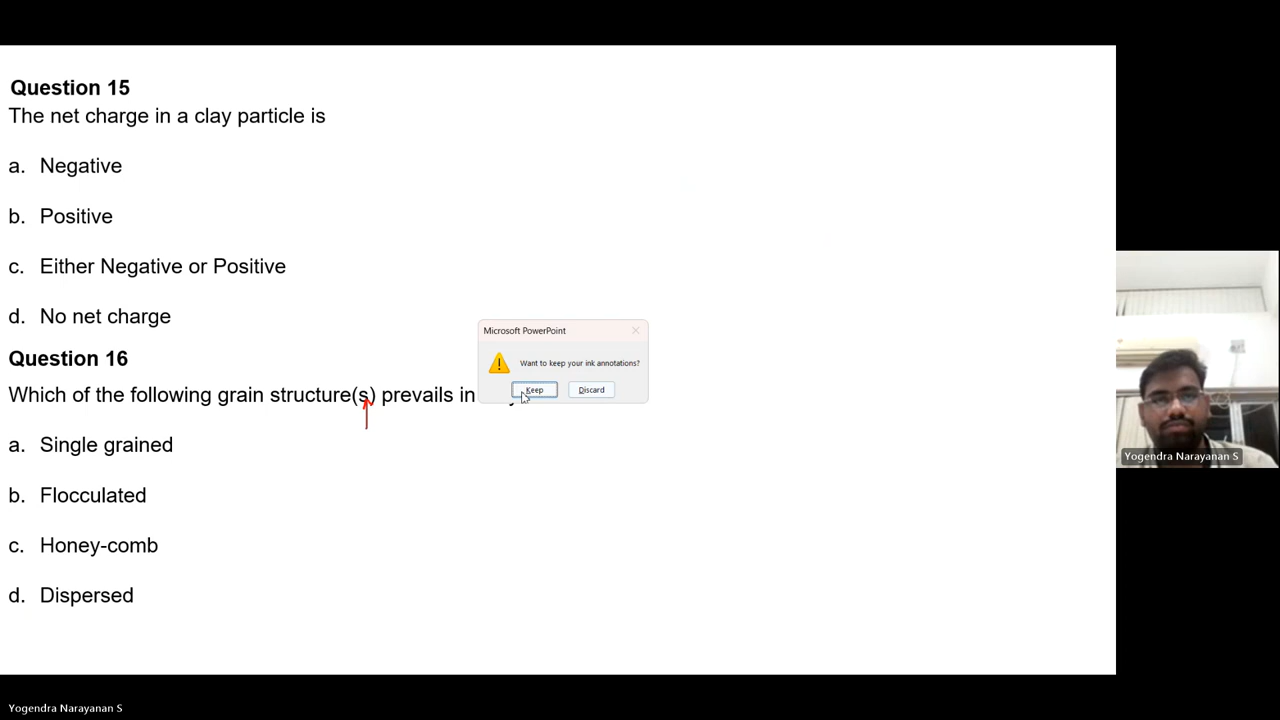 Question 15
The net charge in a clay particle is
a. Negative
b. Positive
c. Either Negative or Positive
d. No net charge
Question 16
Which of the following grain structure(s) prevails in
a. Single grained
b. Flocculated
c. Honey-comb
d. Dispersed
Microsoft PowerPoint
Want to keep your ink annotations?
Keep Discard
Yogendra Narayanan S
Yogendra Narayanan S